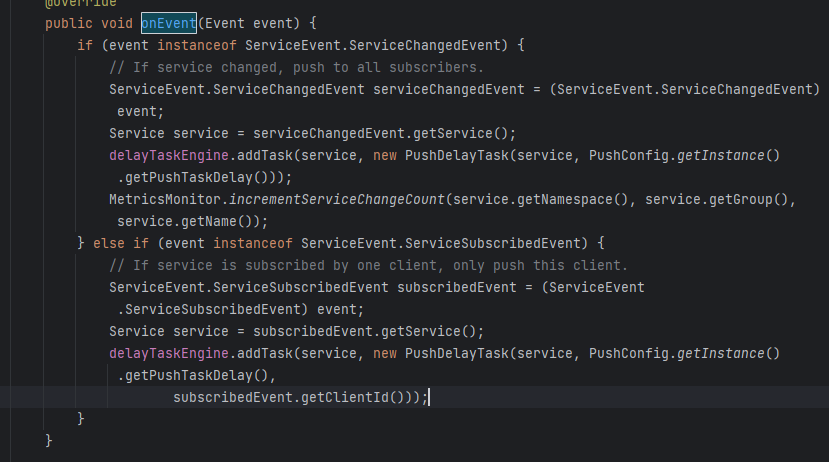 @Override
public void onEvent(Event event) {
if (event instanceof ServiceEvent.ServiceChangedEvent) {
// If service changed, push to all subscribers.
ServiceEvent.ServiceChangedEvent serviceChangedEvent = (ServiceEvent.ServiceChangedEvent)
event;
Service service = serviceChangedEvent.getService();
delayTaskEngine.addTask(service, new PushDelayTask(service, PushConfig.getInstance()
.getPushTaskDelay()));
MetricsMonitor.incrementServiceChangeCount(service.getNamespace(), service.getGroup(),
service.getName());
} else if (event instanceof ServiceEvent.ServiceSubscribedEvent) {
// If service is subscribed by one client, only push this client.
ServiceEvent.ServiceSubscribedEvent subscribedEvent = (ServiceEvent
.ServiceSubscribedEvent) event;
Service service = subscribedEvent.getService();
delayTaskEngine.addTask(service, new PushDelayTask(service, PushConfig.getInstance()
.getPushTaskDelay(),
subscribedEvent.getClientId()));
}
}